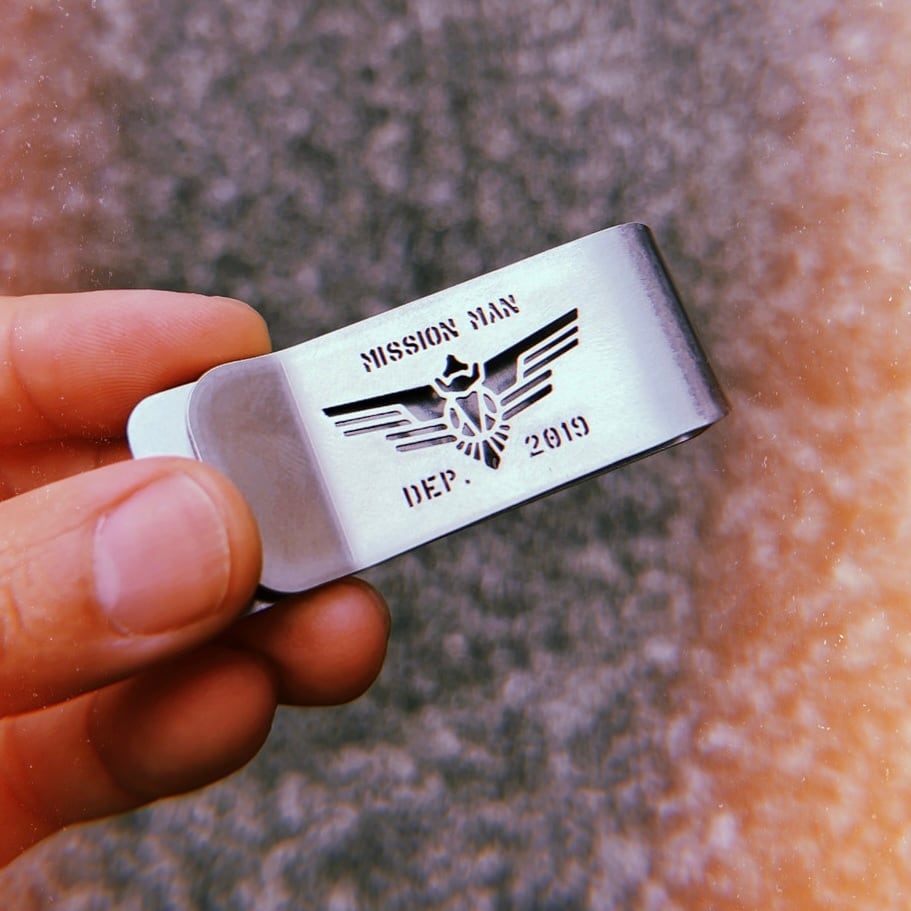 MISSION MAN
DEP. 2019